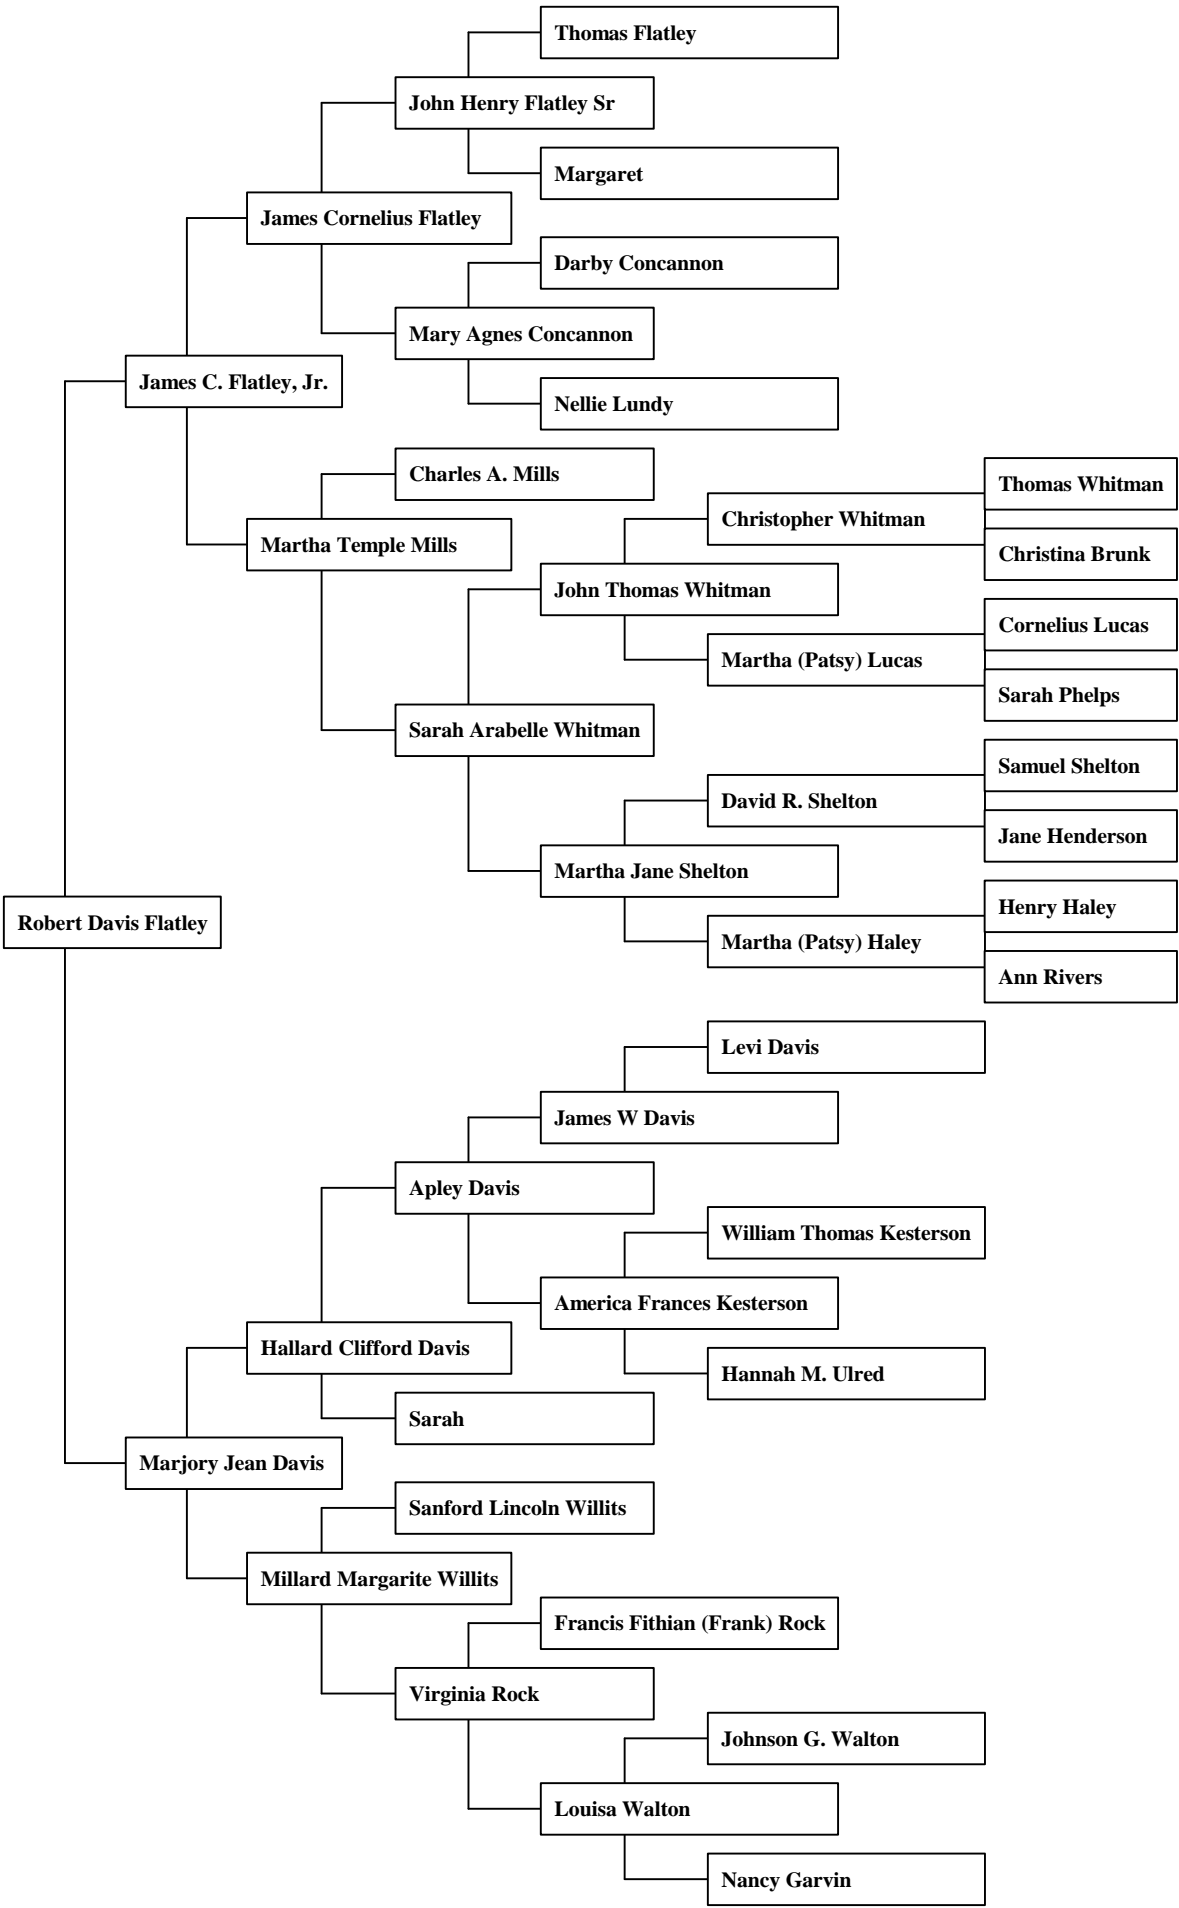 Thomas Flatley
John Henry Flatley Sr
Margaret
James Cornelius Flatley
Darby Concannon
Mary Agnes Concannon
James C. Flatley, Jr.
Nellie Lundy
Charles A. Mills
Thomas Whitman
Christopher Whitman
Martha Temple Mills
Christina Brunk
John Thomas Whitman
Cornelius Lucas
Martha (Patsy) Lucas
Sarah Phelps
Sarah Arabelle Whitman
Samuel Shelton
David R. Shelton
Jane Henderson
Martha Jane Shelton
Henry Haley
Robert Davis Flatley
Martha (Patsy) Haley
Ann Rivers
Levi Davis
James W Davis
Apley Davis
William Thomas Kesterson
America Frances Kesterson
Hallard Clifford Davis
Hannah M. Ulred
Sarah
Marjory Jean Davis
Sanford Lincoln Willits
Millard Margarite Willits
Francis Fithian (Frank) Rock
Virginia Rock
Johnson G. Walton
Louisa Walton
Nancy Garvin